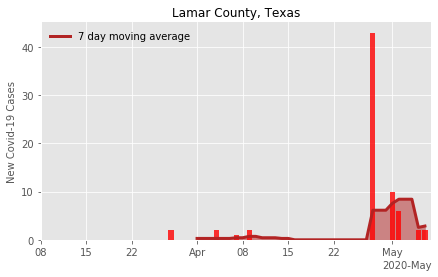 Lamar County, Texas
7 day moving average
New Covid-19 Cases
40
30
20
10
0
08 15 22 Apr 08 15 22 May
2020-May